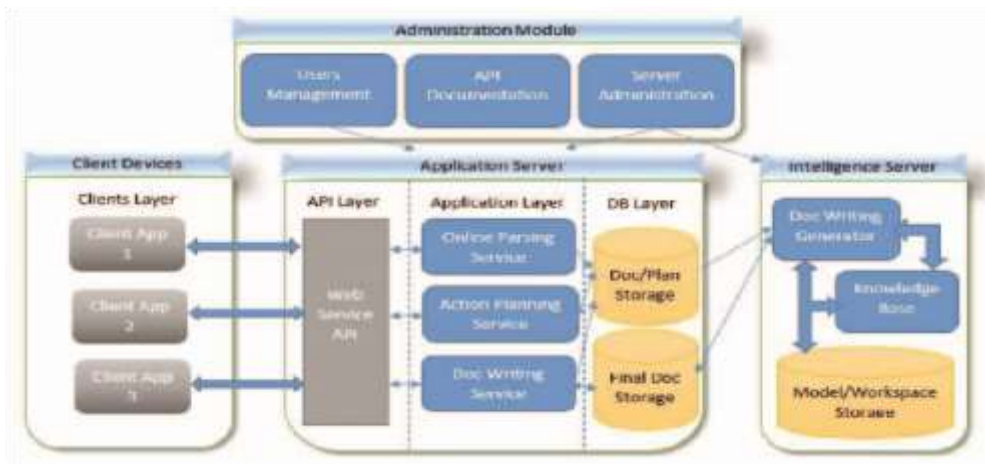 Administration Module
Users
Management
API
Documentation
Server
Administration
Client Devices
Application Server
Intelligence Server
Clients Layer
API Layer
Application Layer
DB Layer
Client App
1
Client App
2
Client App
3
Web
Service
API
Online Parsing
Service
Action Planning
Service
Doc Writing
Service
Doc/Plan
Storage
Final Doc
Storage
Doc Writing
Generator
Knowledge
Base
Model/Workspace
Storage